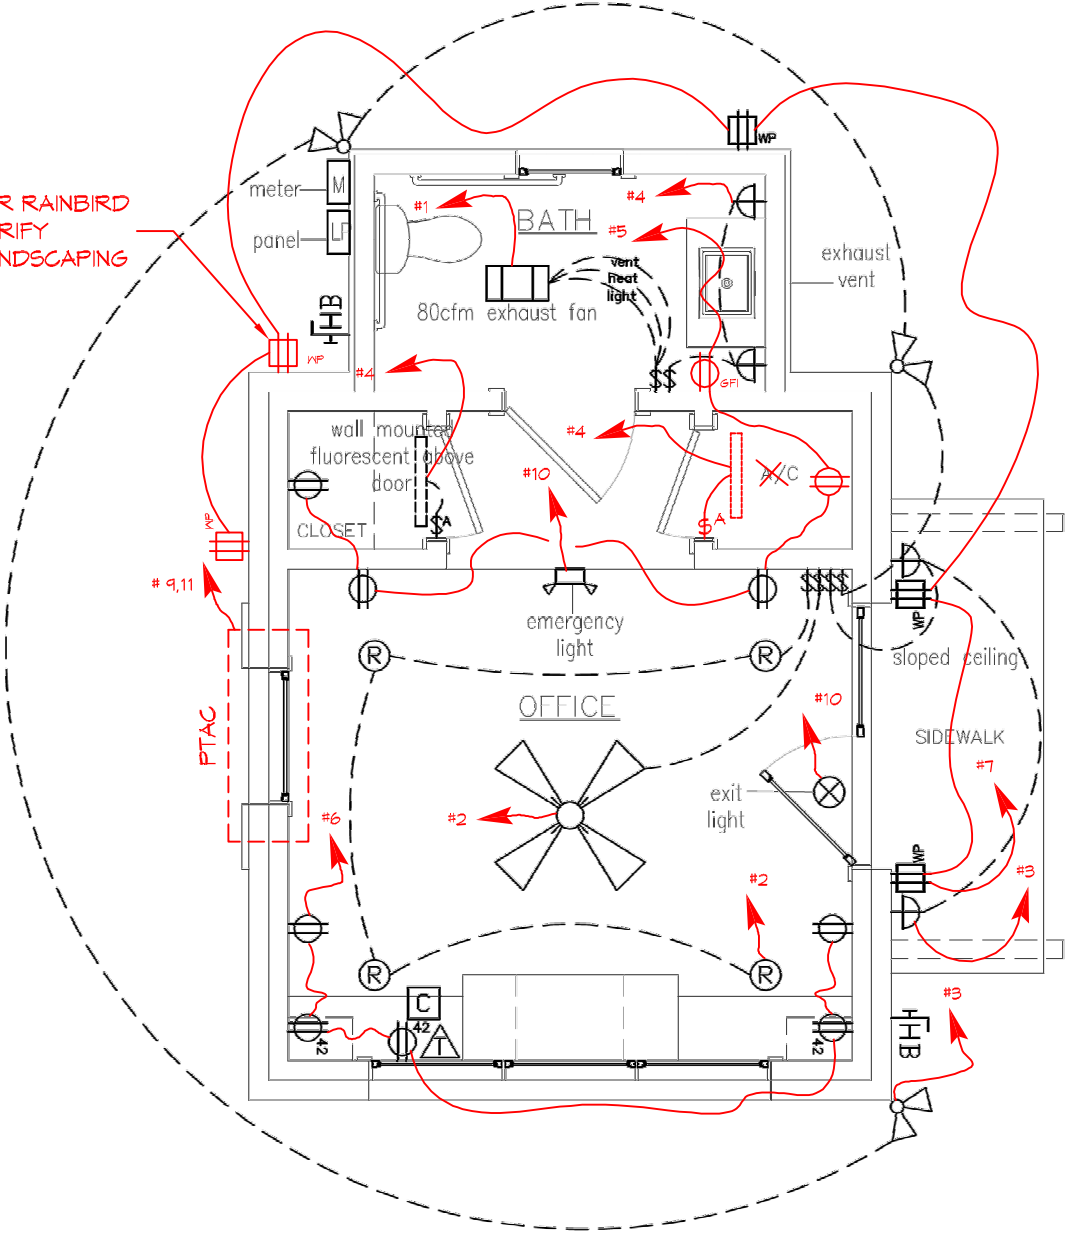 WP
R RAINBIRD
RIFY
NDSCAPING
meter
M
panel
LP
#1
BATH
#4
#5
vent
heat
light
exhaust
vent
80cfm exhaust fan
HB
WP
#4
GFI
wall mounted
fluorescent above
door
#4
#10
A/C
CLOSET
$A
SA
$$
WP
# 9,11
$$$$
emergency
light
WP
R
R
sloped ceiling
OFFICE
PTAC
#10
SIDEWALK
#7
exit
light
#6
#2
WP
#2
#3
R
R
C
42
T
42
42
#3
HB